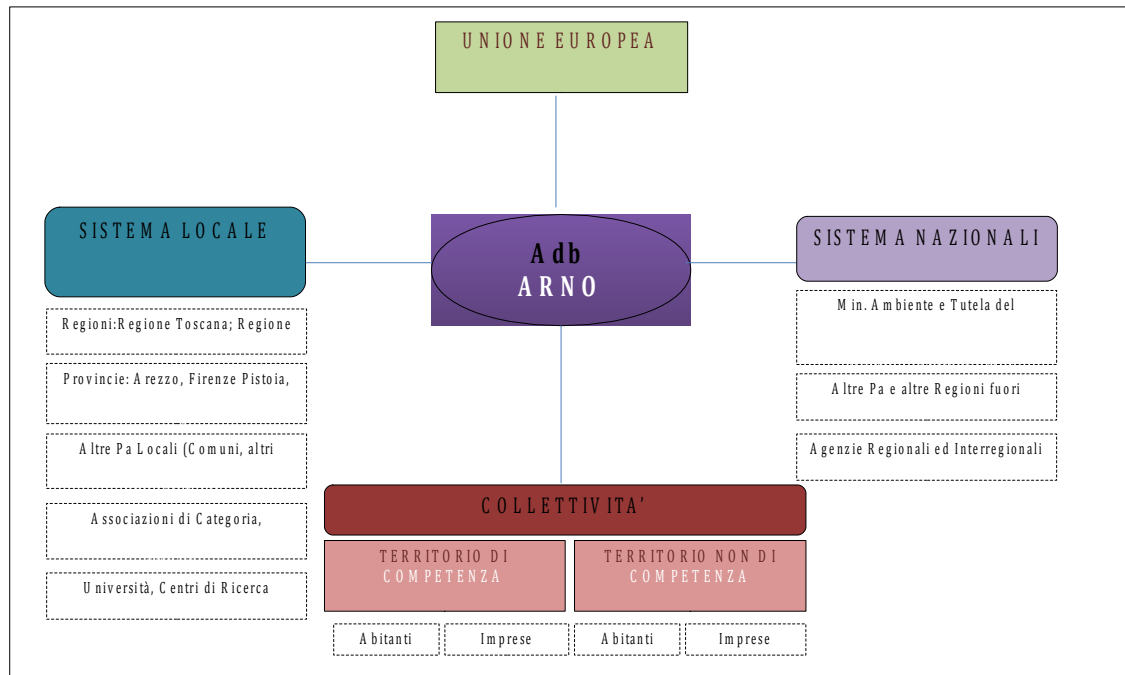 UNIONE EUROPEA
SISTEMA LOCALE
Adb
ARNO
SISTEMA NAZIONALI
Regioni:Regione Toscana; Regione
Provincie: Arezzo, Firenze Pistoia,
Altre Pa Locali (Comuni, altri
Associazioni di Categoria,
Università, Centri di Ricerca
Min. Ambiente e Tutela del
Altre Pa e altre Regioni fuori
Agenzie Regionali ed Interregionali
COLLETTIVITA’
TERRITORIO DI
COMPETENZA
TERRITORIO NON DI
COMPETENZA
Abitanti
Imprese
Abitanti
Imprese